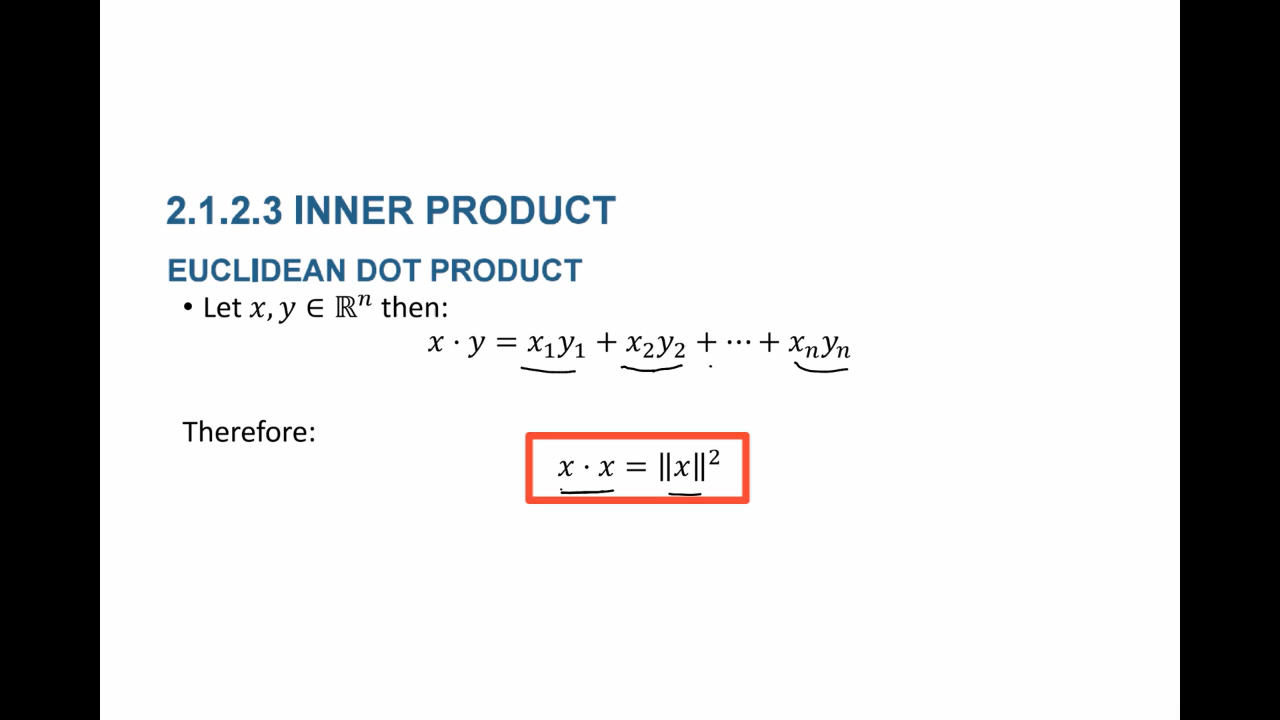 2.1.2.3 INNER PRODUCT
EUCLIDEAN DOT PRODUCT
• Let x, y ∈ ℝⁿ then:
x · y = x₁y₁ + x₂y₂ + ⋯ + xₙyₙ
Therefore:
x · x = ‖x‖²